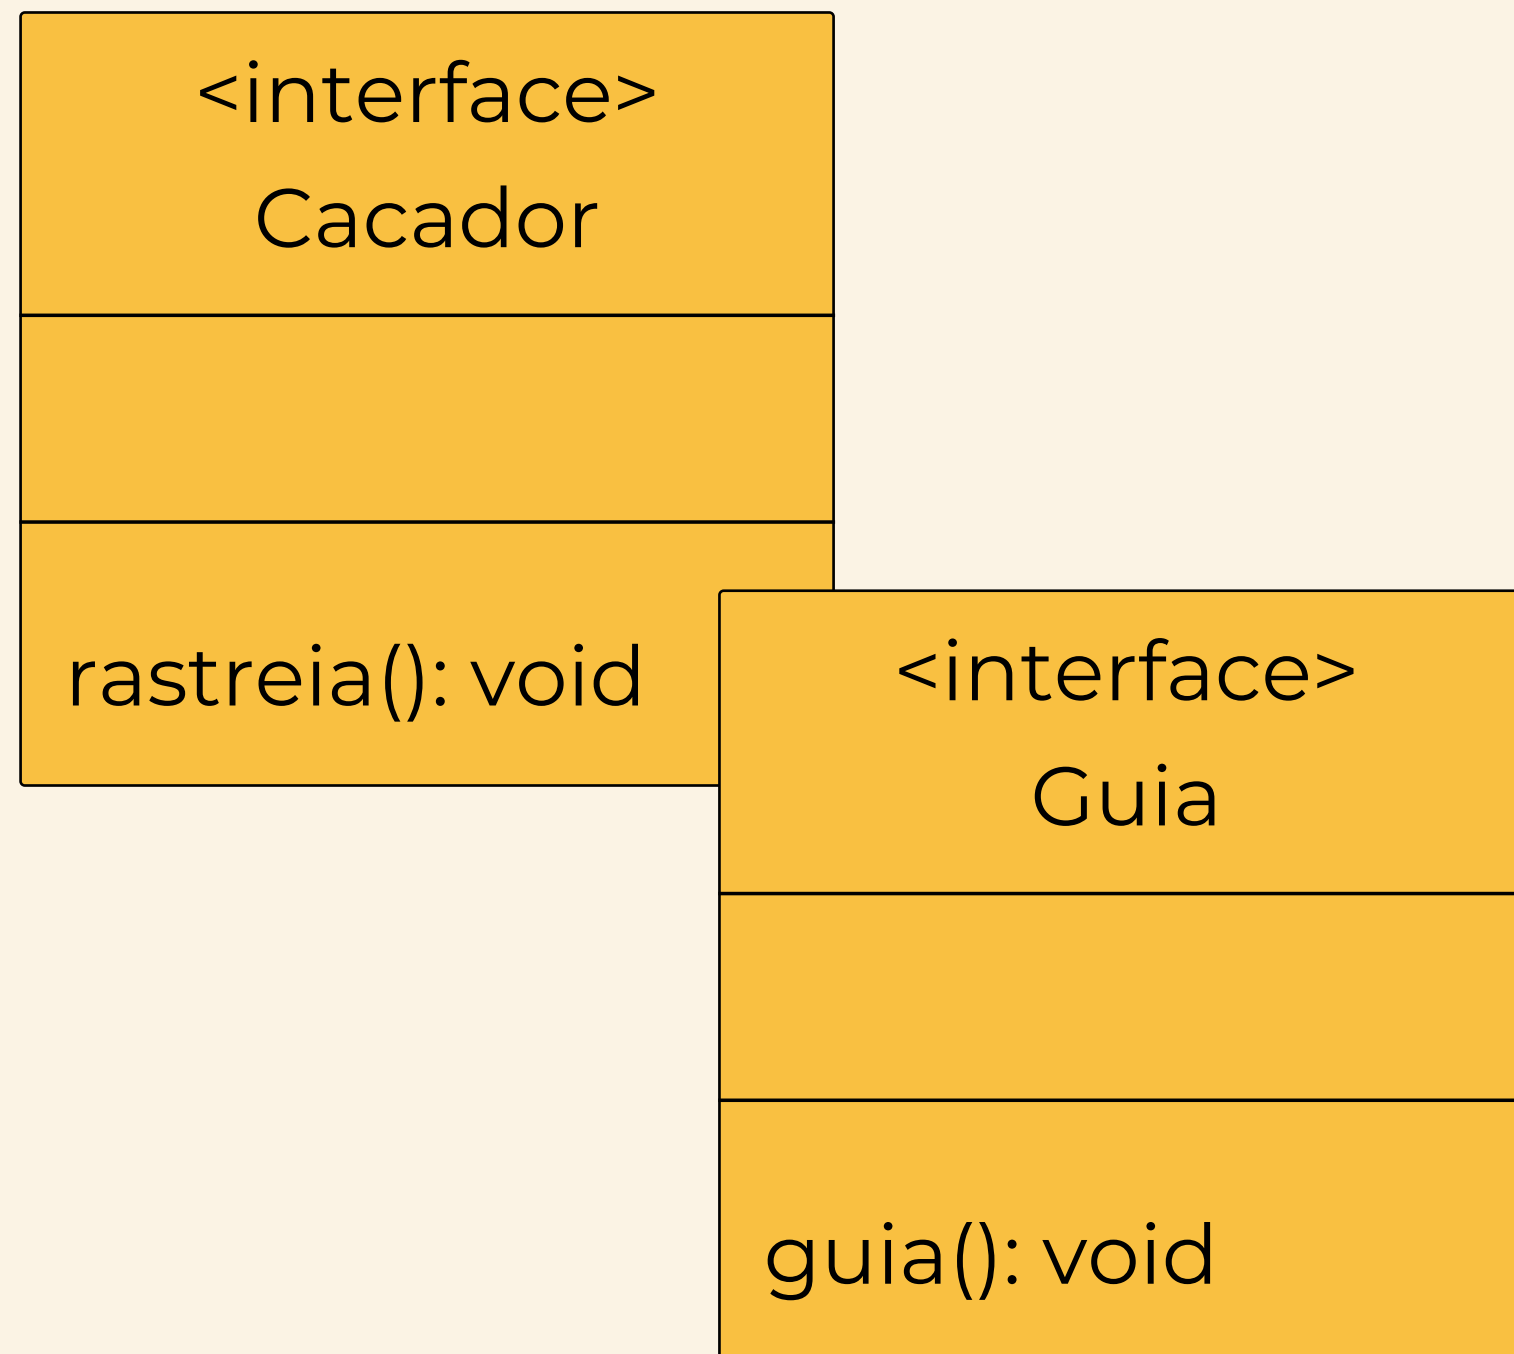 <interface>
Cacador
rastreia(): void
<interface>
Guia
guia(): void